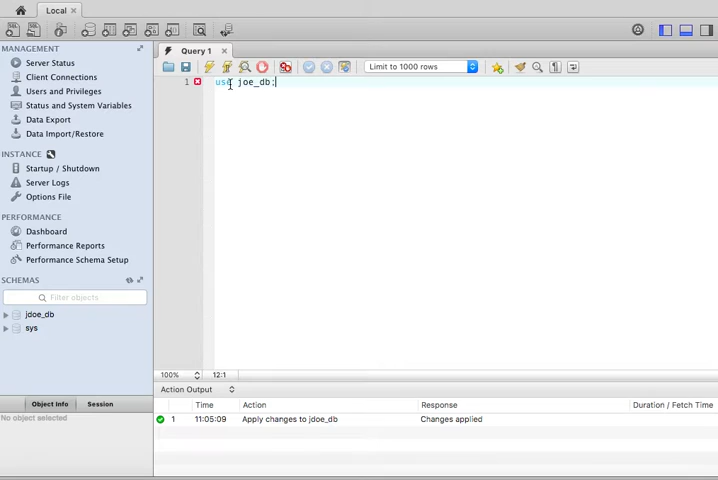 Local
Query 1
MANAGEMENT
Server Status
Client Connections
Users and Privileges
Status and System Variables
Data Export
Data Import/Restore
INSTANCE
Startup / Shutdown
Server Logs
Options File
PERFORMANCE
Dashboard
Performance Reports
Performance Schema Setup
SCHEMAS
Filter objects
jdoe_db
sys
Object Info Session
No object selected
Limit to 1000 rows
1 use joe_db;
100% 12:1
Action Output
Time Action Response Duration / Fetch Time
1 11:05:09 Apply changes to jdoe_db Changes applied